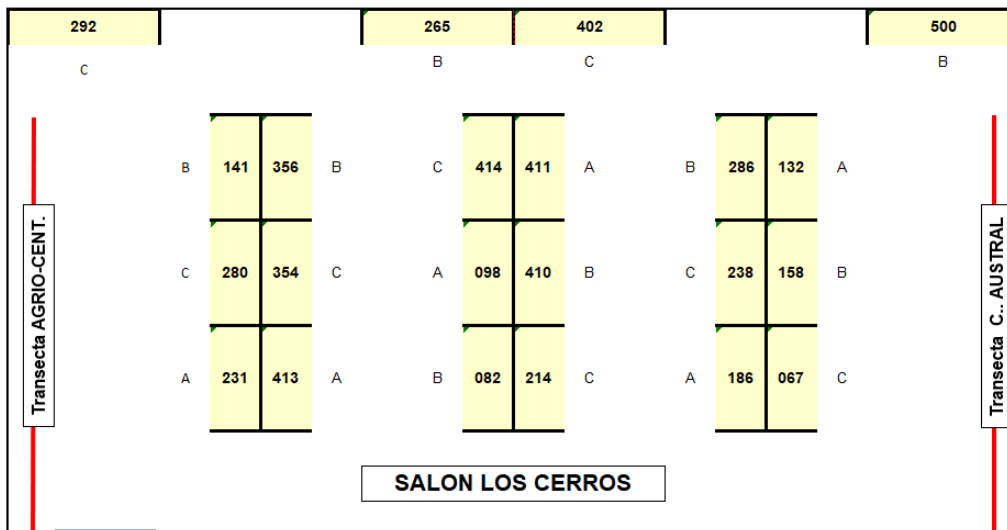 292 265 402 500
C B C B
B 141 356 B C 414 411 A B 286 132 A
C 280 354 C A 098 410 B C 238 158 B
A 231 413 A B 082 214 C A 186 067 C
Transecta AGRIO-CENT.
Transecta C.. AUSTRAL
SALON LOS CERROS